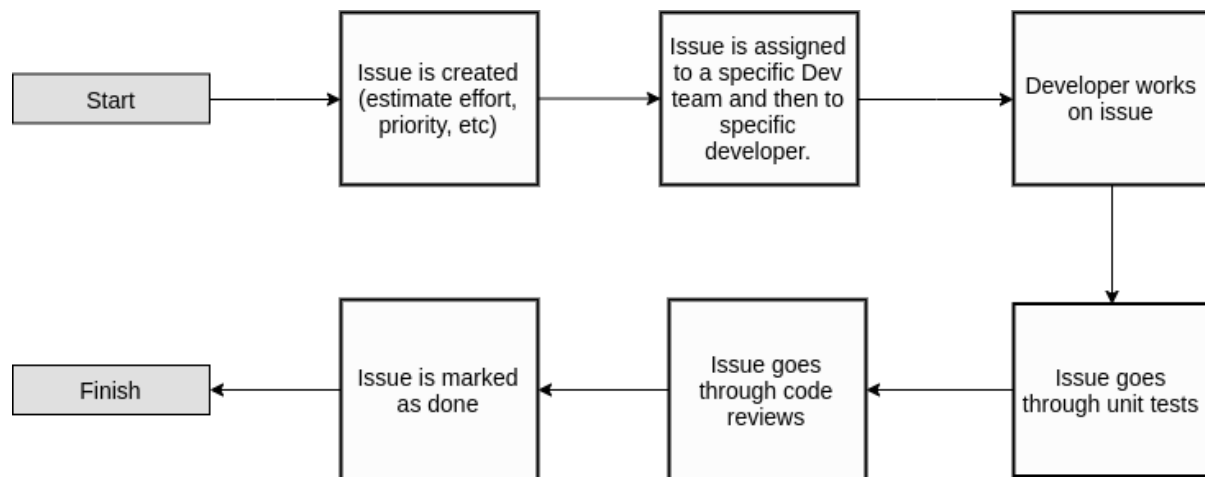 Start
Issue is created
(estimate effort,
priority, etc)
Issue is assigned
to a specific Dev
team and then to
specific
developer.
Developer works
on issue
Issue goes
through unit tests
Issue goes
through code
reviews
Issue is marked
as done
Finish